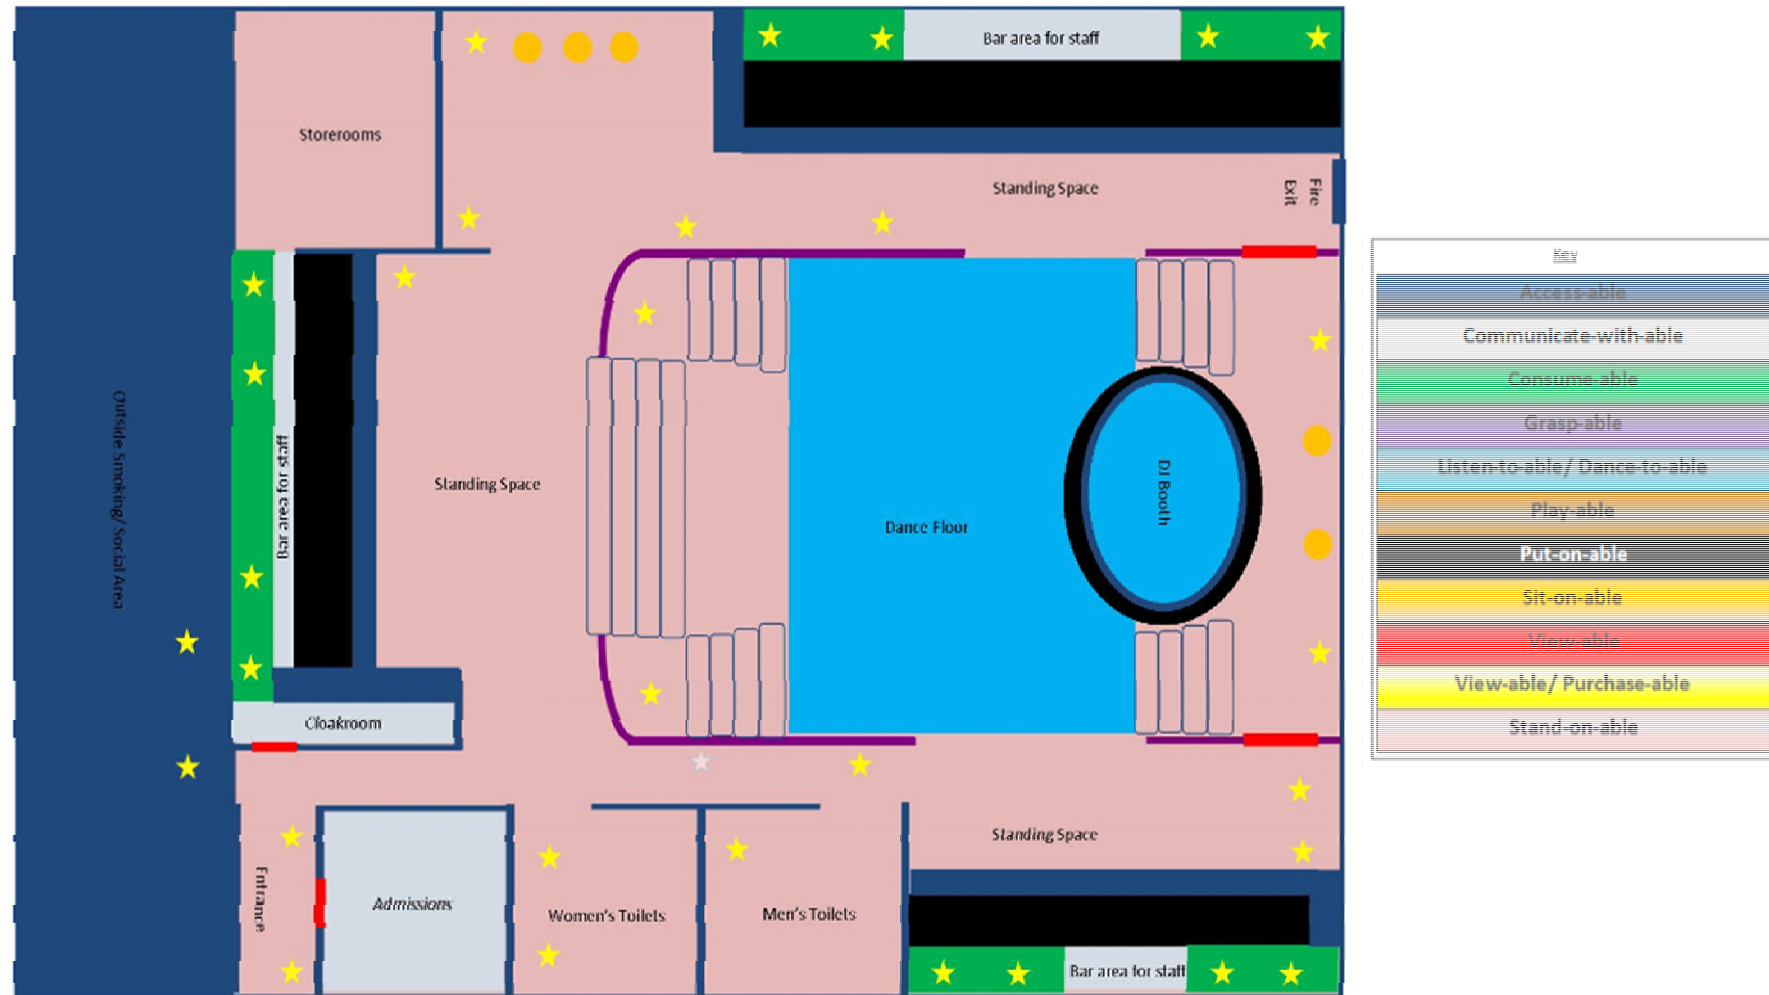 Bar area for staff
Storerooms
Standing Space
Fire
Exit
Outside Smoking/ Social Area
Bar area for staff
Standing Space
Dance Floor
DJ Booth
Cloakroom
Entrance
Admissions
Women's Toilets
Men's Toilets
Standing Space
Bar area for staff
Key
Access-able
Communicate-with-able
Consume-able
Grasp-able
Listen-to-able/ Dance-to-able
Play-able
Put-on-able
Sit-on-able
View-able
View-able/ Purchase-able
Stand-on-able